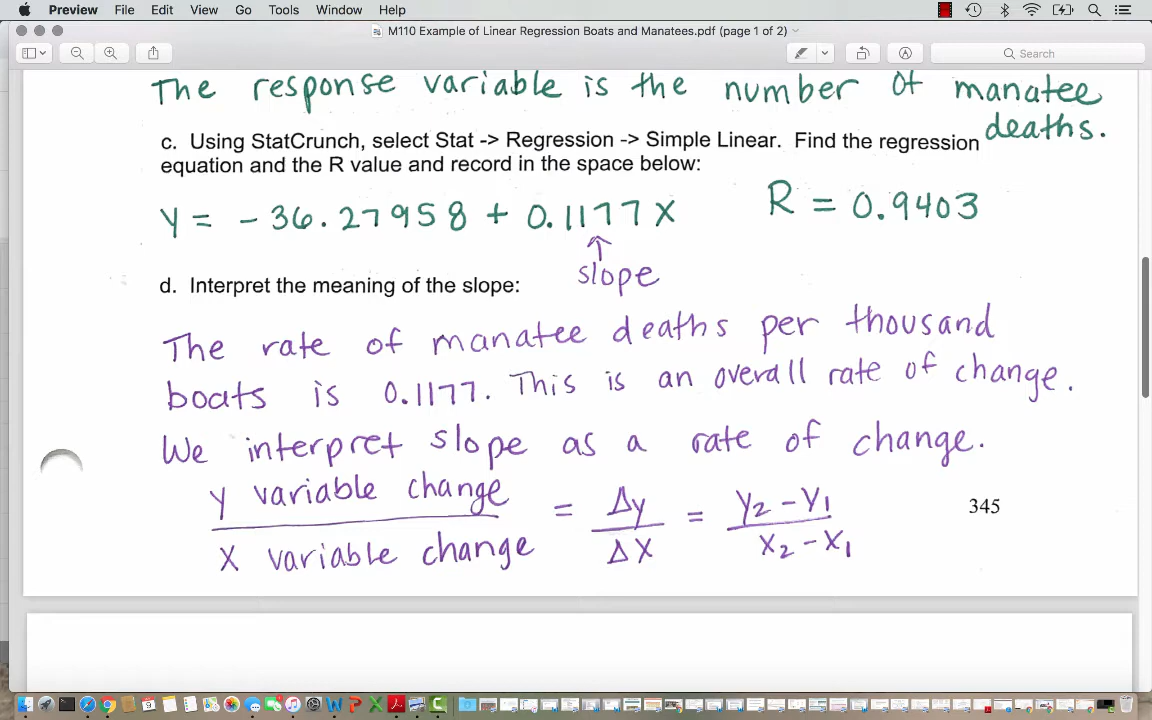 Preview File Edit View Go Tools Window Help
M110 Example of Linear Regression Boats and Manatees.pdf (page 1 of 2)
Search
The response variable is the number of manatee
deaths.
c. Using StatCrunch, select Stat -> Regression -> Simple Linear. Find the regression
equation and the R value and record in the space below:
Y = -36.27958 + 0.1177X R = 0.9403
slope
d. Interpret the meaning of the slope:
The rate of manatee deaths per thousand
boats is 0.1177. This is an overall rate of change.
We interpret slope as a rate of change.
Y variable change / X variable change = Δy / ΔX = Y2 - Y1 / X2 - X1
345